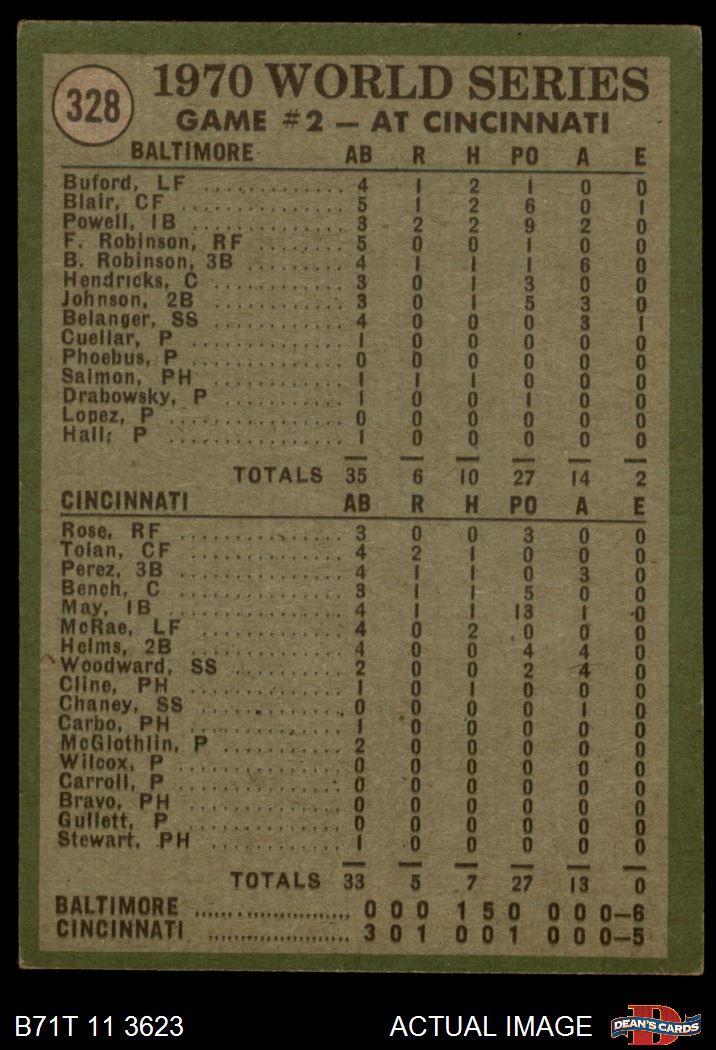 328
1970 WORLD SERIES
GAME #2 — AT CINCINNATI
BALTIMORE AB R H PO A E
Buford, LF .......... 4 1 2 1 0 0
Blair, CF .......... 5 1 2 6 0 1
Powell, 1B .......... 3 2 2 9 2 0
F. Robinson, RF .......... 5 0 0 1 0 0
B. Robinson, 3B .......... 4 1 1 1 6 0
Hendricks, C .......... 3 0 1 3 0 0
Johnson, 2B .......... 3 0 1 5 3 0
Belanger, SS .......... 4 0 0 0 3 1
Cuellar, P .......... 1 0 0 0 0 0
Phoebus, P .......... 0 0 0 0 0 0
Salmon, PH .......... 1 1 1 0 0 0
Drabowsky, P .......... 1 0 0 1 0 0
Lopez, P .......... 0 0 0 0 0 0
Hall, P .......... 1 0 0 0 0 0
TOTALS 35 6 10 27 14 2
CINCINNATI AB R H PO A E
Rose, RF .......... 3 0 0 3 0 0
Tolan, CF .......... 4 2 1 0 0 0
Perez, 3B .......... 4 1 1 0 3 0
Bench, C .......... 3 1 1 5 0 0
May, 1B .......... 4 1 1 13 1 0
McRae, LF .......... 4 0 2 0 0 0
Helms, 2B .......... 4 0 0 4 4 0
Woodward, SS .......... 2 0 0 2 4 0
Cline, PH .......... 1 0 1 0 0 0
Chaney, SS .......... 0 0 0 0 1 0
Carbo, PH .......... 1 0 0 0 0 0
McGlothlin, P .......... 2 0 0 0 0 0
Wilcox, P .......... 0 0 0 0 0 0
Carroll, P .......... 0 0 0 0 0 0
Bravo, PH .......... 0 0 0 0 0 0
Gullett, P .......... 0 0 0 0 0 0
Stewart, PH .......... 1 0 0 0 0 0
TOTALS 33 5 7 27 13 0
BALTIMORE .......... 0 0 0 1 5 0 0 0 0—6
CINCINNATI .......... 3 0 1 0 0 1 0 0 0—5
B71T 11 3623 ACTUAL IMAGE
D
DEAN'S CARDS